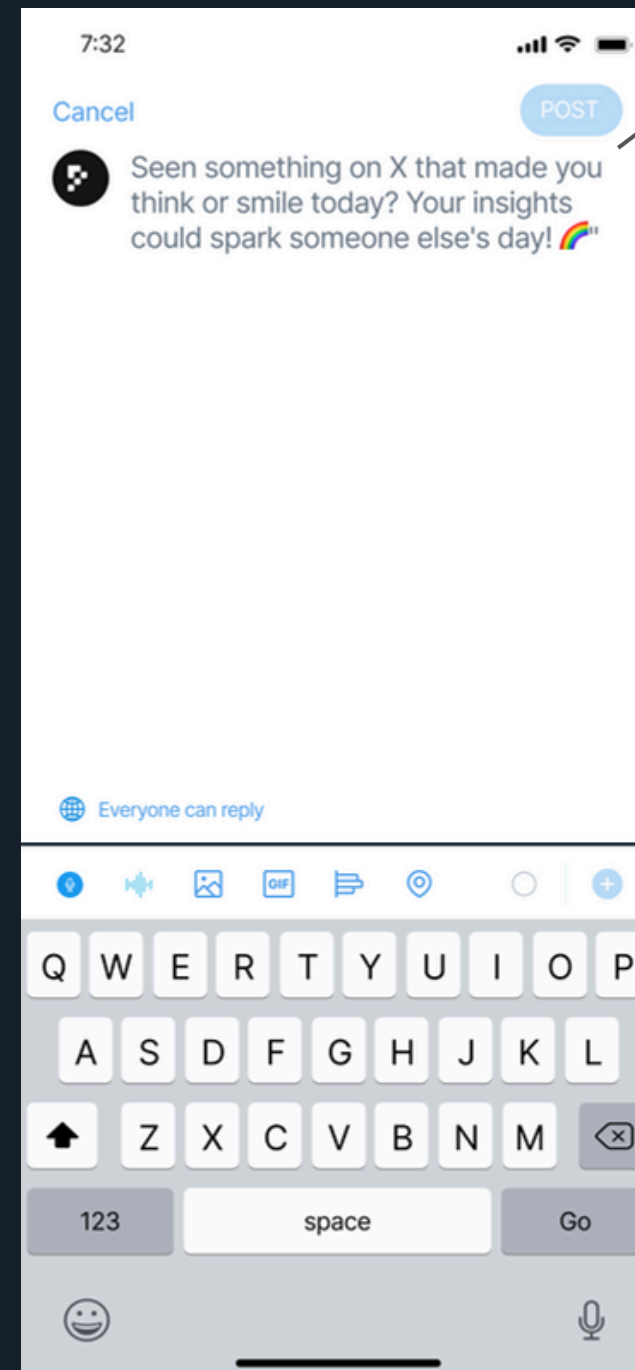 7:32
Cancel
POST
Seen something on X that made you
think or smile today? Your insights
could spark someone else's day! 🌈"
Everyone can reply
GIF
Q W E R T Y U I O P
A S D F G H J K L
Z X C V B N M
123 space Go